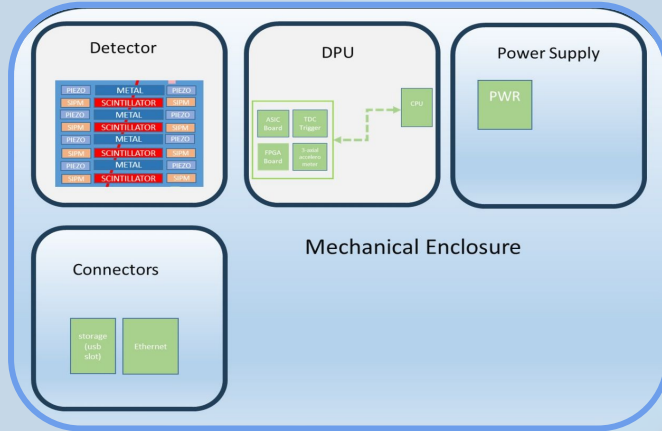 Detector
PIEZO METAL PIEZO
SIPM SCINTILLATOR SIPM
PIEZO METAL PIEZO
SIPM SCINTILLATOR SIPM
PIEZO METAL PIEZO
SIPM SCINTILLATOR SIPM
PIEZO METAL PIEZO
SIPM SCINTILLATOR SIPM
DPU
ASIC
Board
TDC
Trigger
FPGA
Board
accelero
meter
CPU
Power Supply
PWR
Connectors
storage
(usb
slot)
Ethernet
Mechanical Enclosure